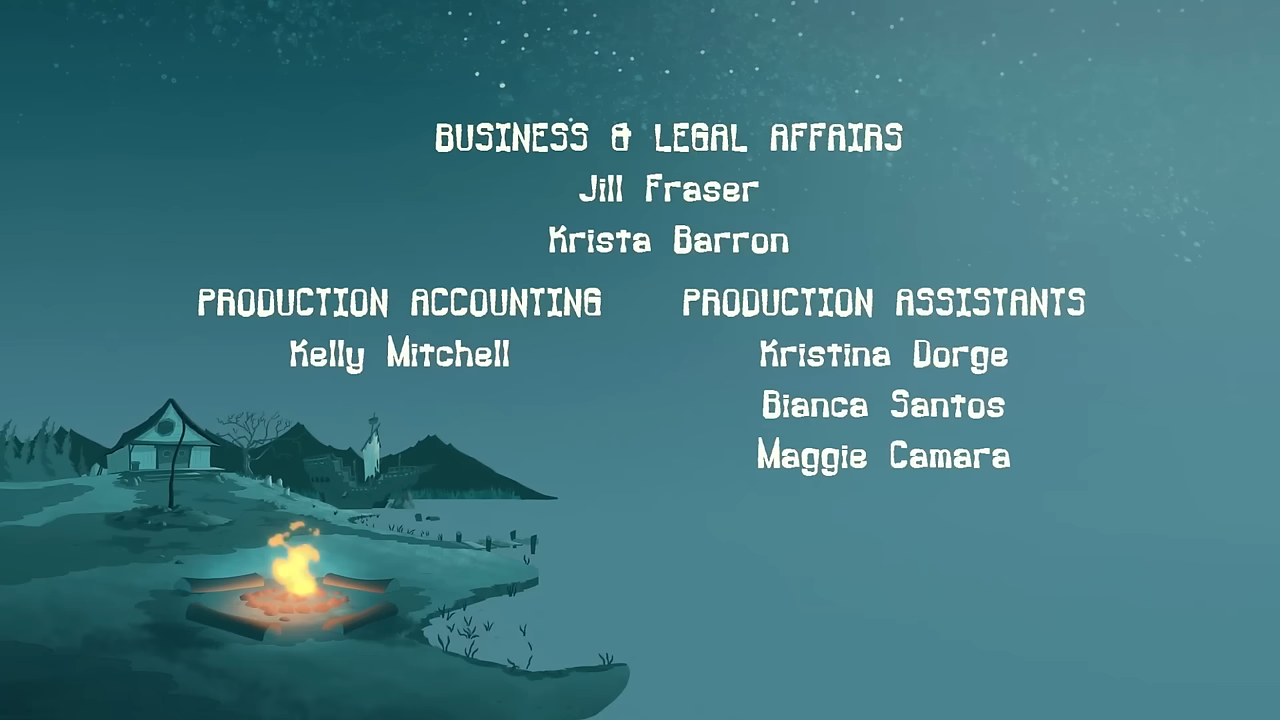 BUSINESS & LEGAL AFFAIRS
Jill Fraser
Krista Barron
PRODUCTION ACCOUNTING
Kelly Mitchell
PRODUCTION ASSISTANTS
Kristina Dorge
Bianca Santos
Maggie Camara